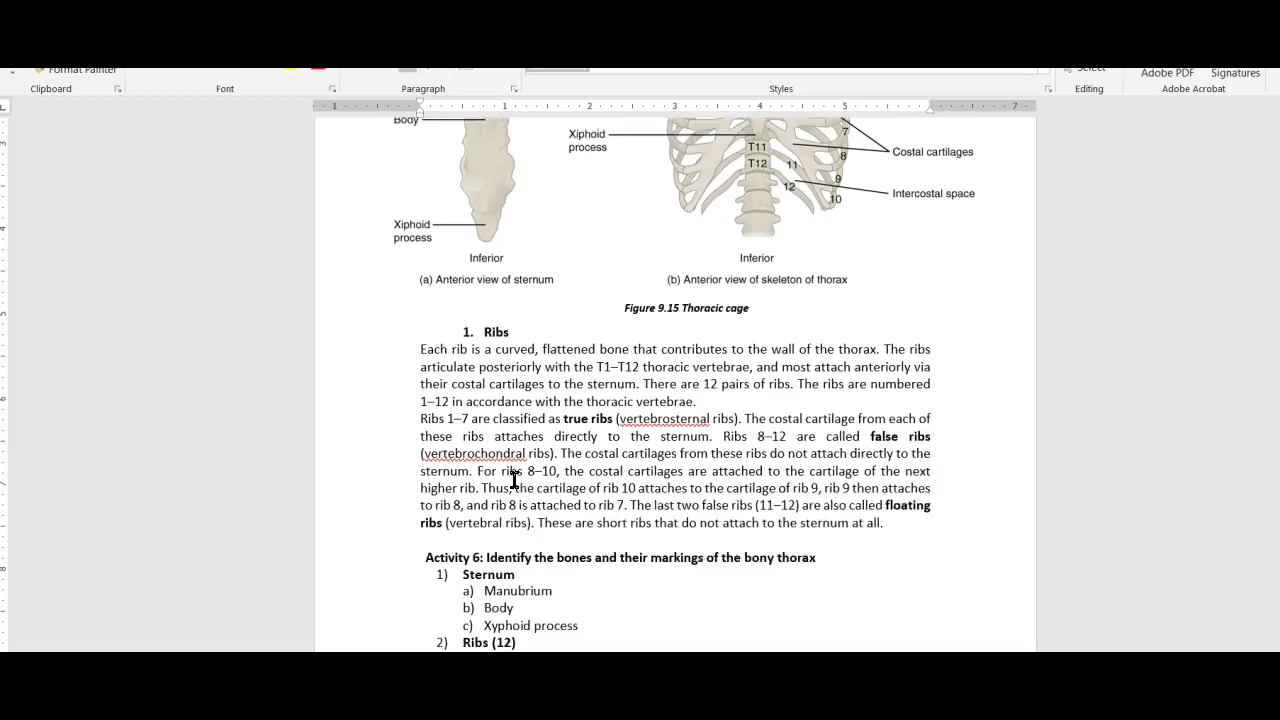 Format Painter
Select
Adobe PDF
Signatures
Clipboard
Font
Paragraph
Styles
Editing
Adobe Acrobat
1 1 2 3 4 5 7
Body
Xiphoid
process
Xiphoid
process
T11
T12
11
12
7
8
9
10
Costal cartilages
Intercostal space
Inferior
Inferior
(a) Anterior view of sternum
(b) Anterior view of skeleton of thorax
Figure 9.15 Thoracic cage
1. Ribs
Each rib is a curved, flattened bone that contributes to the wall of the thorax. The ribs
articulate posteriorly with the T1–T12 thoracic vertebrae, and most attach anteriorly via
their costal cartilages to the sternum. There are 12 pairs of ribs. The ribs are numbered
1–12 in accordance with the thoracic vertebrae.
Ribs 1–7 are classified as true ribs (vertebrosternal ribs). The costal cartilage from each of
these ribs attaches directly to the sternum. Ribs 8–12 are called false ribs
(vertebrochondral ribs). The costal cartilages from these ribs do not attach directly to the
sternum. For ribs 8–10, the costal cartilages are attached to the cartilage of the next
higher rib. Thus, the cartilage of rib 10 attaches to the cartilage of rib 9, rib 9 then attaches
to rib 8, and rib 8 is attached to rib 7. The last two false ribs (11–12) are also called floating
ribs (vertebral ribs). These are short ribs that do not attach to the sternum at all.
Activity 6: Identify the bones and their markings of the bony thorax
1) Sternum
a) Manubrium
b) Body
c) Xyphoid process
2) Ribs (12)